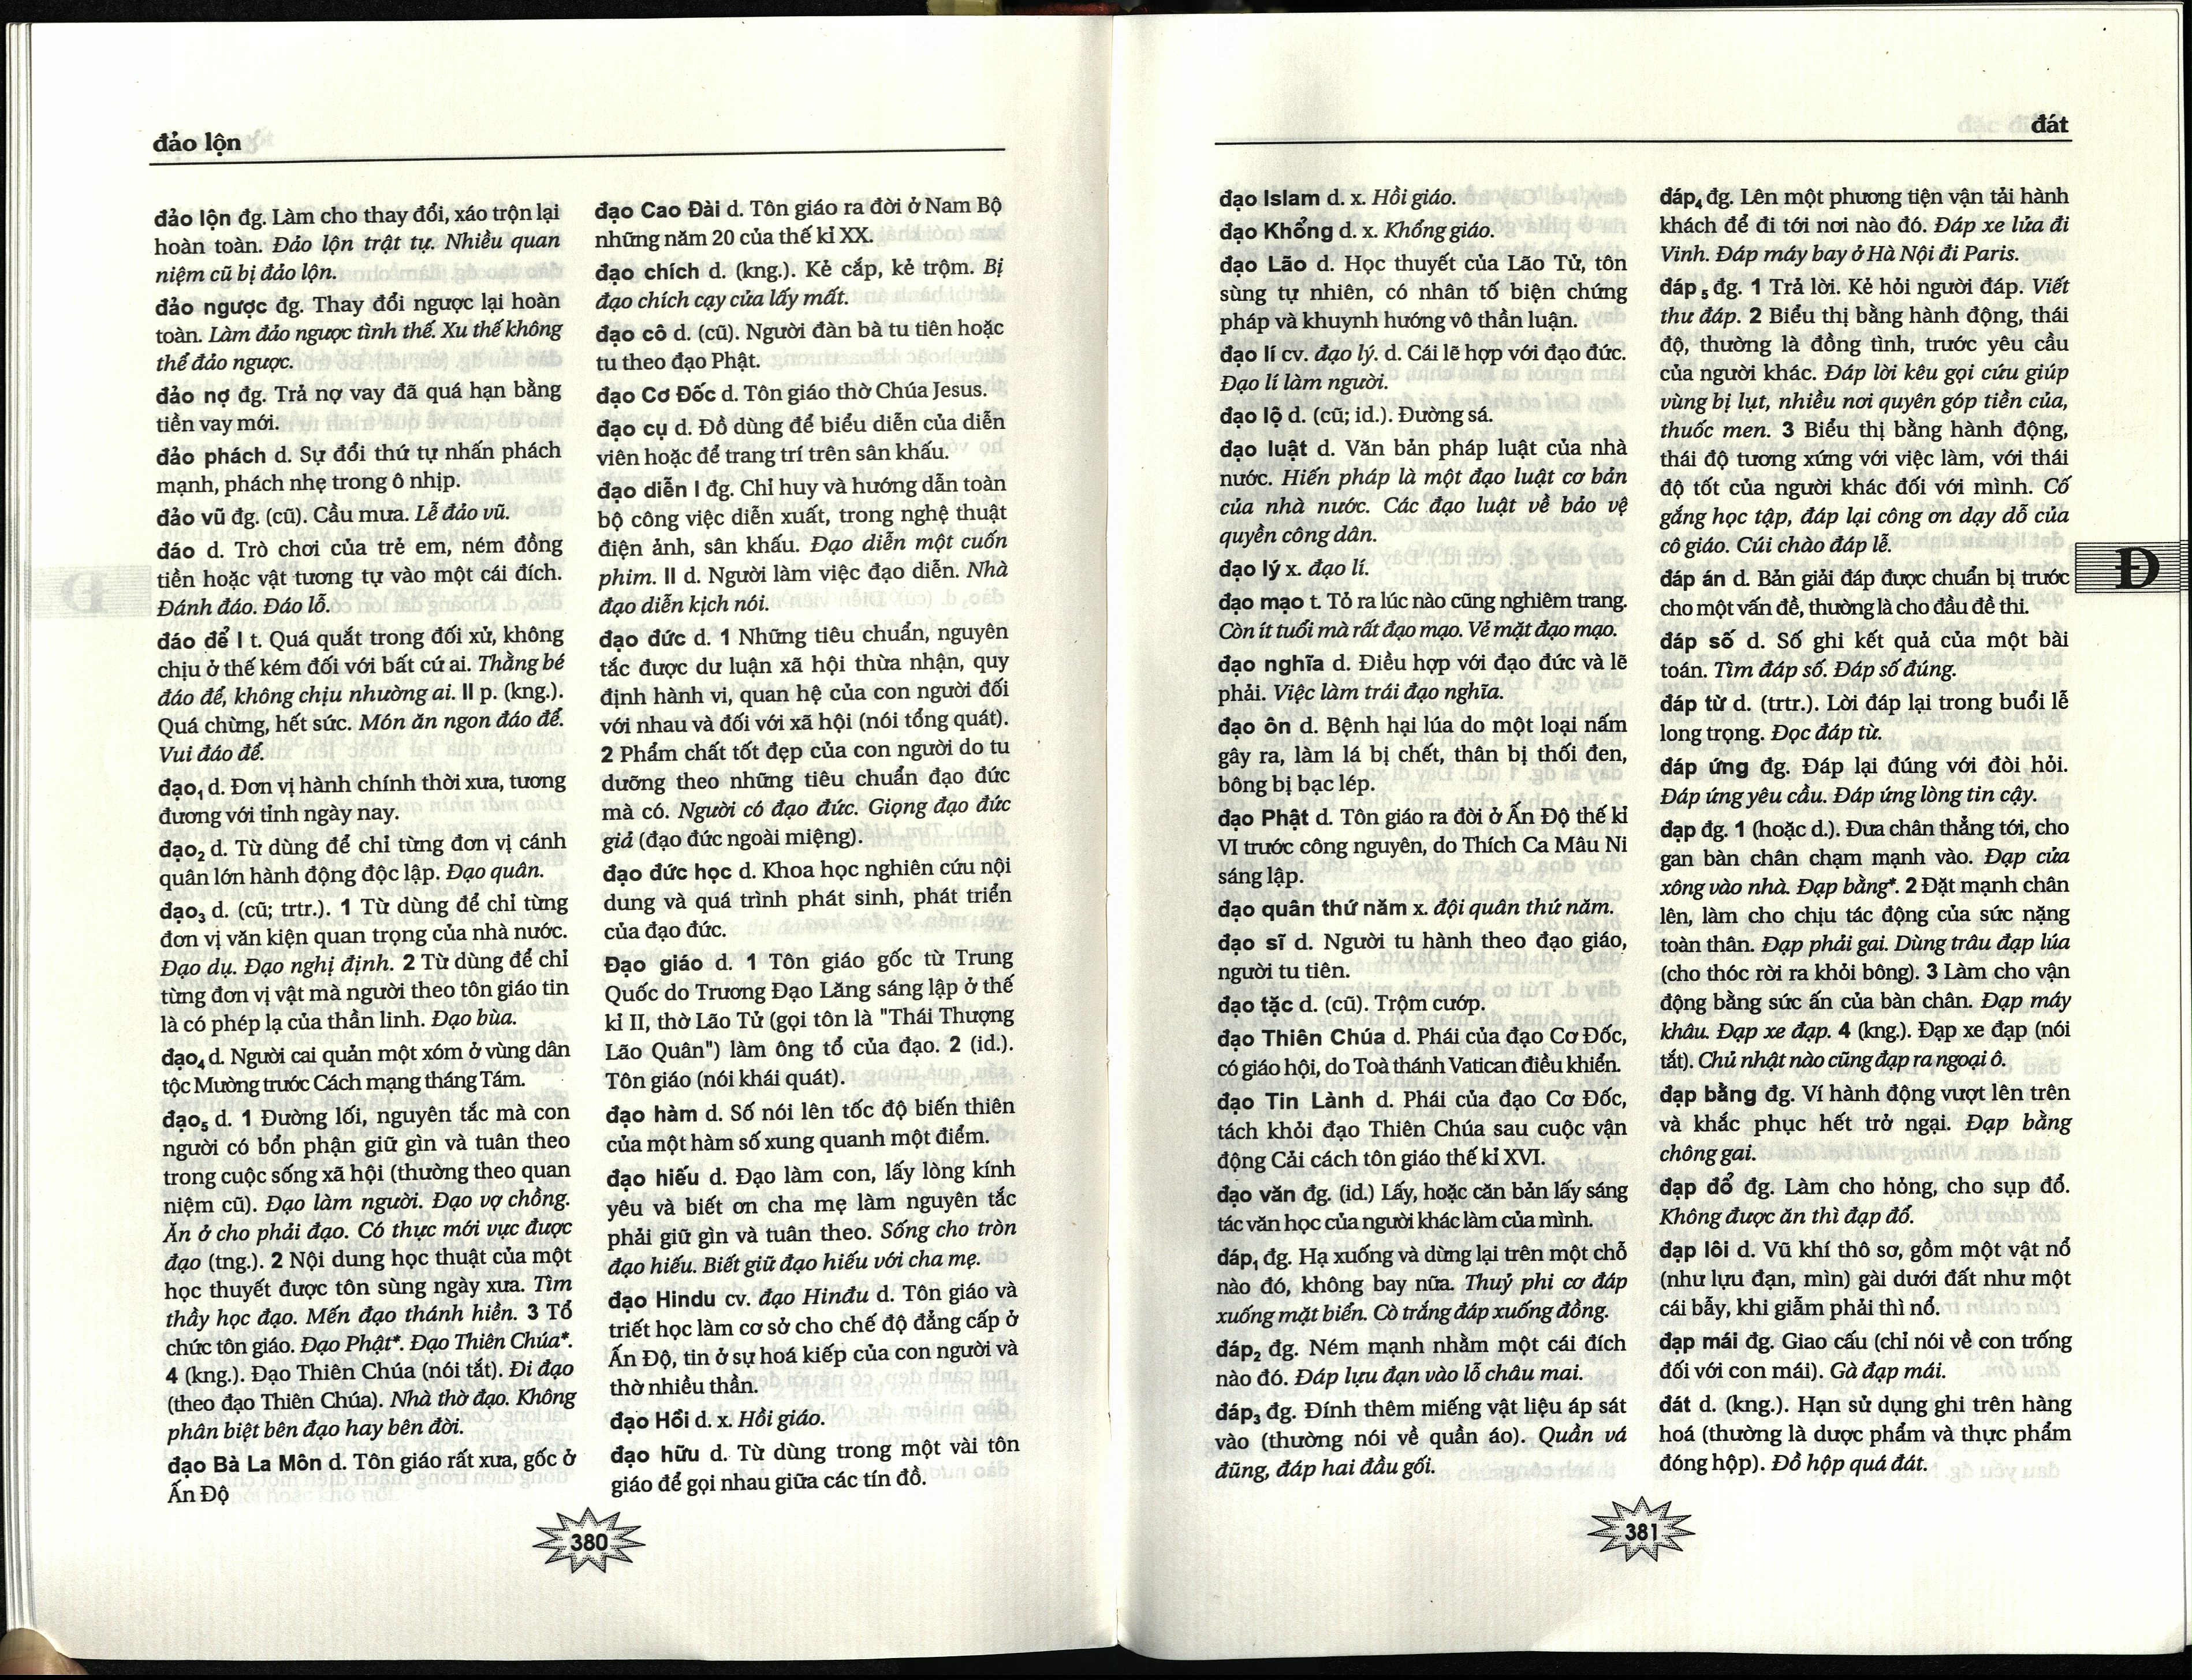 đảo lộn
đảo lộn đg. Làm cho thay đổi, xáo trộn lại
hoàn toàn. Đảo lộn trật tự. Nhiều quan
niệm cũ bị đảo lộn.
đảo ngược đg. Thay đổi ngược lại hoàn
toàn. Làm đảo ngược tình thế. Xu thế không
thể đảo ngược.
đảo nợ đg. Trả nợ vay đã quá hạn bằng
tiền vay mới.
đảo phách d. Sự đổi thứ tự nhấn phách
mạnh, phách nhẹ trong ô nhịp.
đảo vũ đg. (cũ). Cầu mưa. Lễ đảo vũ.
đáo d. Trò chơi của trẻ em, ném đồng
tiền hoặc vật tương tự vào một cái đích.
Đánh đáo. Đáo lỗ.
đáo để I t. Quá quắt trong đối xử, không
chịu ở thế kém đối với bất cứ ai. Thằng bé
đáo để, không chịu nhường ai. II p. (kng.).
Quá chừng, hết sức. Món ăn ngon đáo để.
Vui đáo để.
đạo₁ d. Đơn vị hành chính thời xưa, tương
đương với tỉnh ngày nay.
đạo₂ d. Từ dùng để chỉ từng đơn vị cánh
quân lớn hành động độc lập. Đạo quân.
đạo₃ d. (cũ; trtr.). 1 Từ dùng để chỉ từng
đơn vị văn kiện quan trọng của nhà nước.
Đạo dụ. Đạo nghị định. 2 Từ dùng để chỉ
từng đơn vị vật mà người theo tôn giáo tin
là có phép lạ của thần linh. Đạo bùa.
đạo₄ d. Người cai quản một xóm ở vùng dân
tộc Mường trước Cách mạng tháng Tám.
đạo₅ d. 1 Đường lối, nguyên tắc mà con
người có bổn phận giữ gìn và tuân theo
trong cuộc sống xã hội (thường theo quan
niệm cũ). Đạo làm người. Đạo vợ chồng.
Ăn ở cho phải đạo. Có thực mới vực được
đạo (tng.). 2 Nội dung học thuật của một
học thuyết được tôn sùng ngày xưa. Tìm
thầy học đạo. Mến đạo thánh hiền. 3 Tổ
chức tôn giáo. Đạo Phật*. Đạo Thiên Chúa*.
4 (kng.). Đạo Thiên Chúa (nói tắt). Đi đạo
(theo đạo Thiên Chúa). Nhà thờ đạo. Không
phân biệt bên đạo hay bên đời.
đạo Bà La Môn d. Tôn giáo rất xưa, gốc ở
Ấn Độ
đạo Cao Đài d. Tôn giáo ra đời ở Nam Bộ
những năm 20 của thế kỉ XX.
đạo chích d. (kng.). Kẻ cắp, kẻ trộm. Bị
đạo chích cạy cửa lấy mất.
đạo cô d. (cũ). Người đàn bà tu tiên hoặc
tu theo đạo Phật.
đạo Cơ Đốc d. Tôn giáo thờ Chúa Jesus.
đạo cụ d. Đồ dùng để biểu diễn của diễn
viên hoặc để trang trí trên sân khấu.
đạo diễn I đg. Chỉ huy và hướng dẫn toàn
bộ công việc diễn xuất, trong nghệ thuật
điện ảnh, sân khấu. Đạo diễn một cuốn
phim. II d. Người làm việc đạo diễn. Nhà
đạo diễn kịch nói.
đạo đức d. 1 Những tiêu chuẩn, nguyên
tắc được dư luận xã hội thừa nhận, quy
định hành vi, quan hệ của con người đối
với nhau và đối với xã hội (nói tổng quát).
2 Phẩm chất tốt đẹp của con người do tu
dưỡng theo những tiêu chuẩn đạo đức
mà có. Người có đạo đức. Giọng đạo đức
giả (đạo đức ngoài miệng).
đạo đức học d. Khoa học nghiên cứu nội
dung và quá trình phát sinh, phát triển
của đạo đức.
Đạo giáo d. 1 Tôn giáo gốc từ Trung
Quốc do Trương Đạo Lăng sáng lập ở thế
kỉ II, thờ Lão Tử (gọi tôn là "Thái Thượng
Lão Quân") làm ông tổ của đạo. 2 (id.).
Tôn giáo (nói khái quát).
đạo hàm d. Số nói lên tốc độ biến thiên
của một hàm số xung quanh một điểm.
đạo hiếu d. Đạo làm con, lấy lòng kính
yêu và biết ơn cha mẹ làm nguyên tắc
phải giữ gìn và tuân theo. Sống cho tròn
đạo hiếu. Biết giữ đạo hiếu với cha mẹ.
đạo Hindu cv. đạo Hinđu d. Tôn giáo và
triết học làm cơ sở cho chế độ đẳng cấp ở
Ấn Độ, tin ở sự hoá kiếp của con người và
thờ nhiều thần.
đạo Hồi d. x. Hồi giáo.
đạo hữu d. Từ dùng trong một vài tôn
giáo để gọi nhau giữa các tín đồ.
380
đát
đạo Islam d. x. Hồi giáo.
đạo Khổng d. x. Khổng giáo.
đạo Lão d. Học thuyết của Lão Tử, tôn
sùng tự nhiên, có nhân tố biện chứng
pháp và khuynh hướng vô thần luận.
đạo lí cv. đạo lý. d. Cái lẽ hợp với đạo đức.
Đạo lí làm người.
đạo lộ d. (cũ; id.). Đường sá.
đạo luật d. Văn bản pháp luật của nhà
nước. Hiến pháp là một đạo luật cơ bản
của nhà nước. Các đạo luật về bảo vệ
quyền công dân.
đạo lý x. đạo lí.
đạo mạo t. Tỏ ra lúc nào cũng nghiêm trang.
Còn ít tuổi mà rất đạo mạo. Vẻ mặt đạo mạo.
đạo nghĩa d. Điều hợp với đạo đức và lẽ
phải. Việc làm trái đạo nghĩa.
đạo ôn d. Bệnh hại lúa do một loại nấm
gây ra, làm lá bị chết, thân bị thối đen,
bông bị bạc lép.
đạo Phật d. Tôn giáo ra đời ở Ấn Độ thế kỉ
VI trước công nguyên, do Thích Ca Mâu Ni
sáng lập.
đạo quân thứ năm x. đội quân thứ năm.
đạo sĩ d. Người tu hành theo đạo giáo,
người tu tiên.
đạo tặc d. (cũ). Trộm cướp.
đạo Thiên Chúa d. Phái của đạo Cơ Đốc,
có giáo hội, do Toà thánh Vatican điều khiển.
đạo Tin Lành d. Phái của đạo Cơ Đốc,
tách khỏi đạo Thiên Chúa sau cuộc vận
động Cải cách tôn giáo thế kỉ XVI.
đạo văn đg. (id.) Lấy, hoặc căn bản lấy sáng
tác văn học của người khác làm của mình.
đáp₁ đg. Hạ xuống và dừng lại trên một chỗ
nào đó, không bay nữa. Thuỷ phi cơ đáp
xuống mặt biển. Cò trắng đáp xuống đồng.
đáp₂ đg. Ném mạnh nhằm một cái đích
nào đó. Đáp lựu đạn vào lỗ châu mai.
đáp₃ đg. Đính thêm miếng vật liệu áp sát
vào (thường nói về quần áo). Quần vá
đũng, đáp hai đầu gối.
đáp₄ đg. Lên một phương tiện vận tải hành
khách để đi tới nơi nào đó. Đáp xe lửa đi
Vinh. Đáp máy bay ở Hà Nội đi Paris.
đáp₅ đg. 1 Trả lời. Kẻ hỏi người đáp. Viết
thư đáp. 2 Biểu thị bằng hành động, thái
độ, thường là đồng tình, trước yêu cầu
của người khác. Đáp lời kêu gọi cứu giúp
vùng bị lụt, nhiều nơi quyên góp tiền của,
thuốc men. 3 Biểu thị bằng hành động,
thái độ tương xứng với việc làm, với thái
độ tốt của người khác đối với mình. Cố
gắng học tập, đáp lại công ơn dạy dỗ của
cô giáo. Cúi chào đáp lễ.
đáp án d. Bản giải đáp được chuẩn bị trước
cho một vấn đề, thường là cho đầu đề thi.
đáp số d. Số ghi kết quả của một bài
toán. Tìm đáp số. Đáp số đúng.
đáp từ d. (trtr.). Lời đáp lại trong buổi lễ
long trọng. Đọc đáp từ.
đáp ứng đg. Đáp lại đúng với đòi hỏi.
Đáp ứng yêu cầu. Đáp ứng lòng tin cậy.
đạp đg. 1 (hoặc d.). Đưa chân thẳng tới, cho
gan bàn chân chạm mạnh vào. Đạp cửa
xông vào nhà. Đạp bằng*. 2 Đặt mạnh chân
lên, làm cho chịu tác động của sức nặng
toàn thân. Đạp phải gai. Dùng trâu đạp lúa
(cho thóc rời ra khỏi bông). 3 Làm cho vận
động bằng sức ấn của bàn chân. Đạp máy
khâu. Đạp xe đạp. 4 (kng.). Đạp xe đạp (nói
tắt). Chủ nhật nào cũng đạp ra ngoại ô.
đạp bằng đg. Ví hành động vượt lên trên
và khắc phục hết trở ngại. Đạp bằng
chông gai.
đạp đổ đg. Làm cho hỏng, cho sụp đổ.
Không được ăn thì đạp đổ.
đạp lôi d. Vũ khí thô sơ, gồm một vật nổ
(như lựu đạn, mìn) gài dưới đất như một
cái bẫy, khi giẫm phải thì nổ.
đạp mái đg. Giao cấu (chỉ nói về con trống
đối với con mái). Gà đạp mái.
đát d. (kng.). Hạn sử dụng ghi trên hàng
hoá (thường là dược phẩm và thực phẩm
đóng hộp). Đồ hộp quá đát.
Đ
381